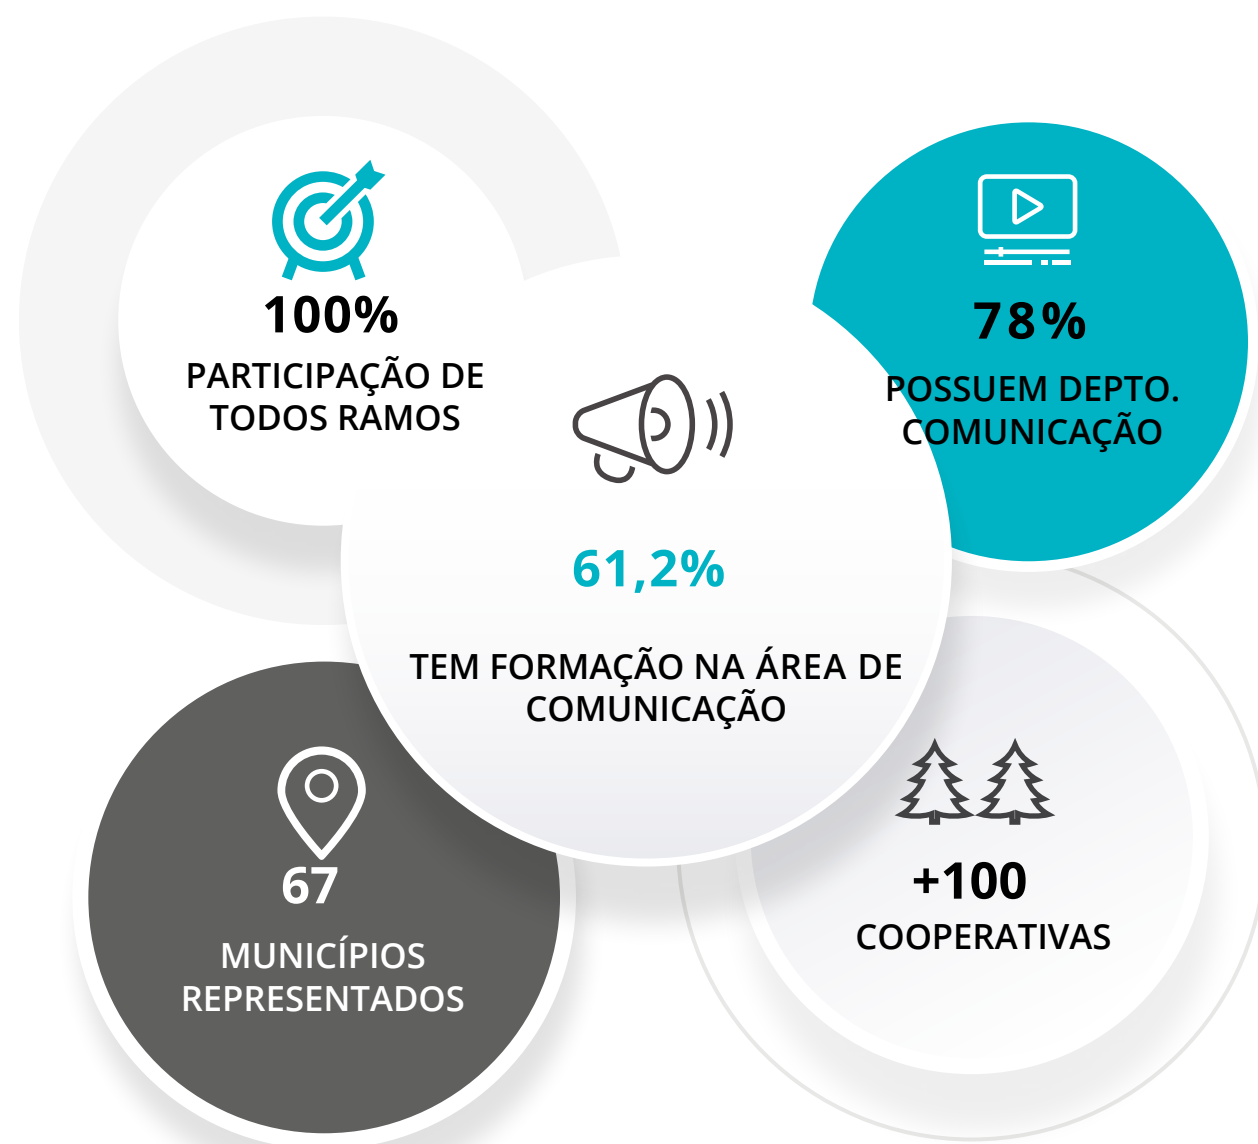 100%
PARTICIPAÇÃO DE
TODOS RAMOS
78%
POSSUEM DEPTO.
COMUNICAÇÃO
61,2%
TEM FORMAÇÃO NA ÁREA DE
COMUNICAÇÃO
67
MUNICÍPIOS
REPRESENTADOS
+100
COOPERATIVAS